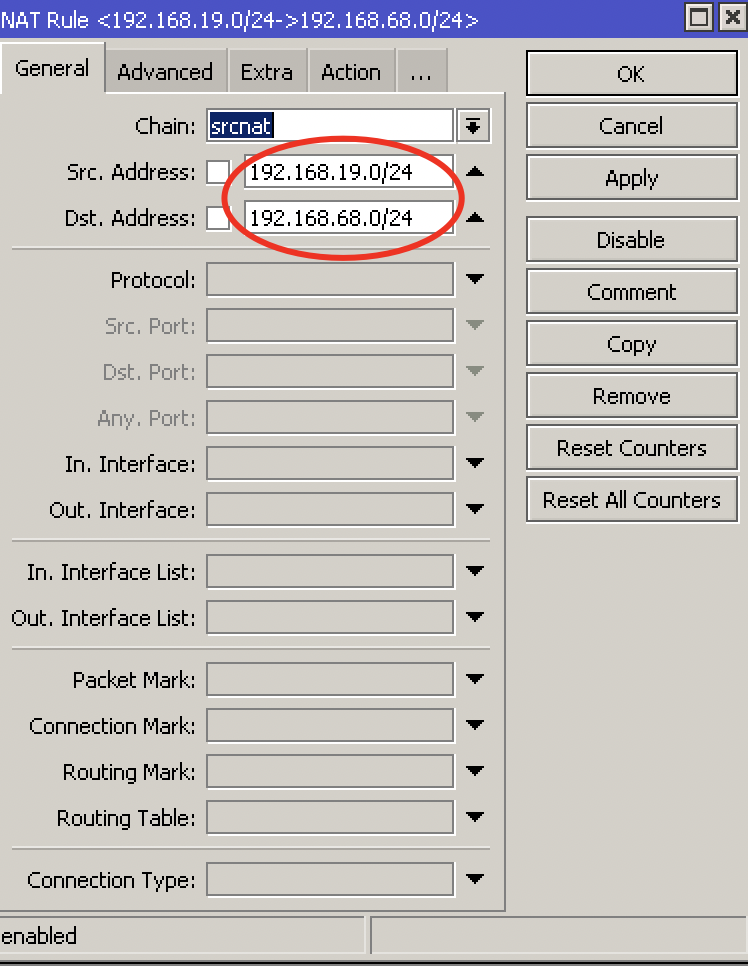 NAT Rule <192.168.19.0/24->192.168.68.0/24>
General Advanced Extra Action ...
Chain: srcnat
Src. Address: 192.168.19.0/24
Dst. Address: 192.168.68.0/24
Protocol:
Src. Port:
Dst. Port:
Any. Port:
In. Interface:
Out. Interface:
In. Interface List:
Out. Interface List:
Packet Mark:
Connection Mark:
Routing Mark:
Routing Table:
Connection Type:
OK
Cancel
Apply
Disable
Comment
Copy
Remove
Reset Counters
Reset All Counters
enabled